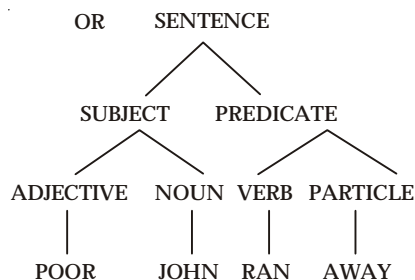 OR SENTENCE
SUBJECT PREDICATE
ADJECTIVE NOUN VERB PARTICLE
POOR JOHN RAN AWAY